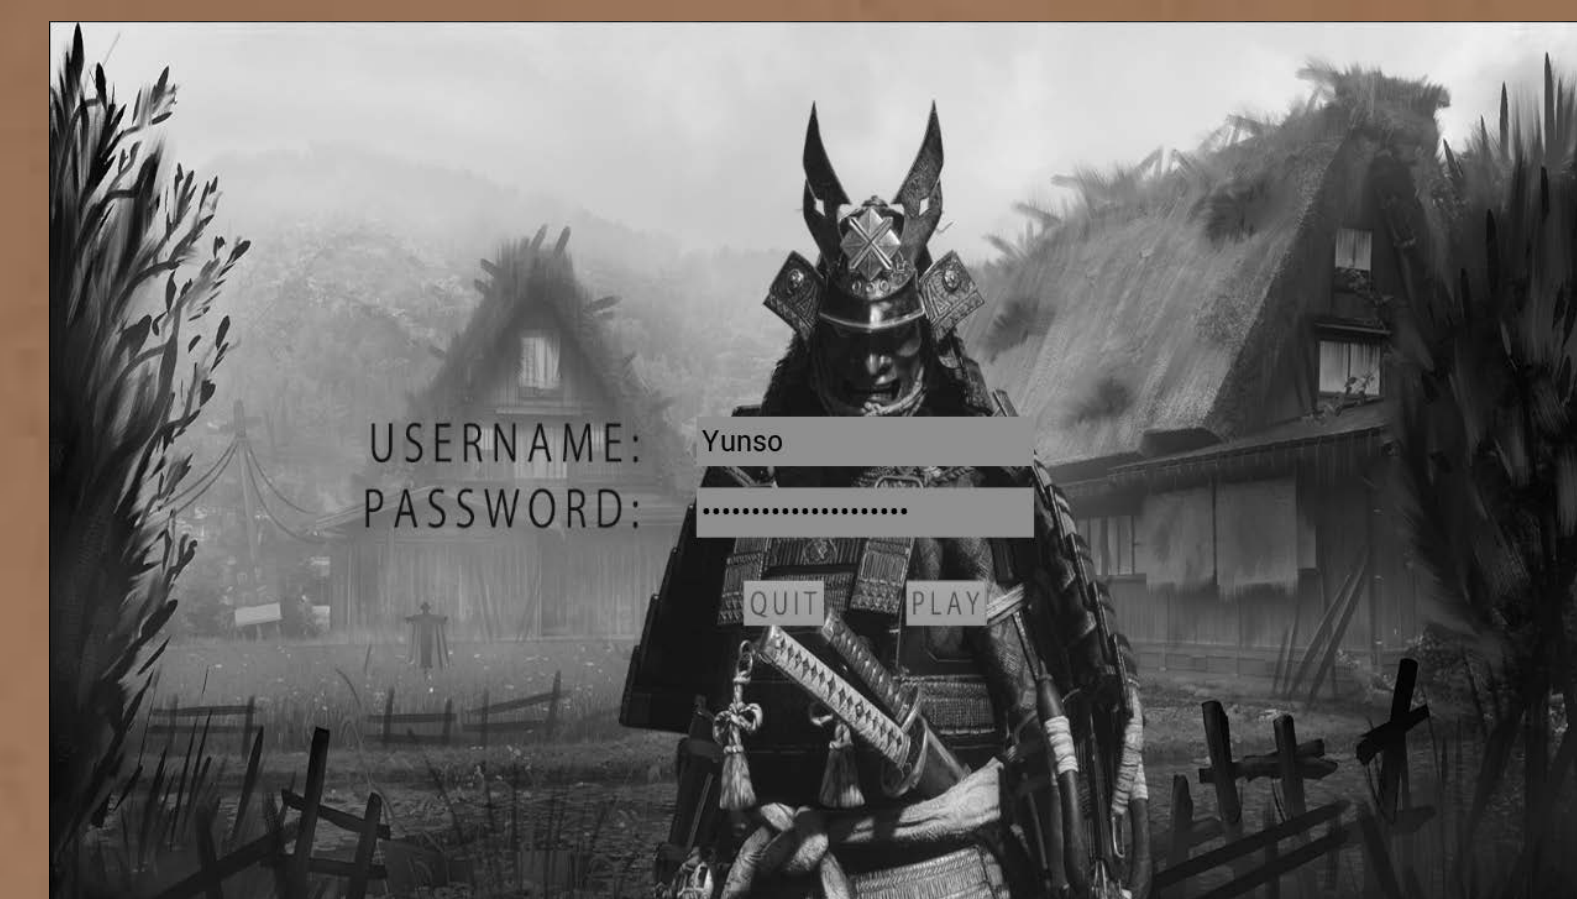 USERNAME: Yunso
PASSWORD: •••••••••••••••••••••
QUIT PLAY